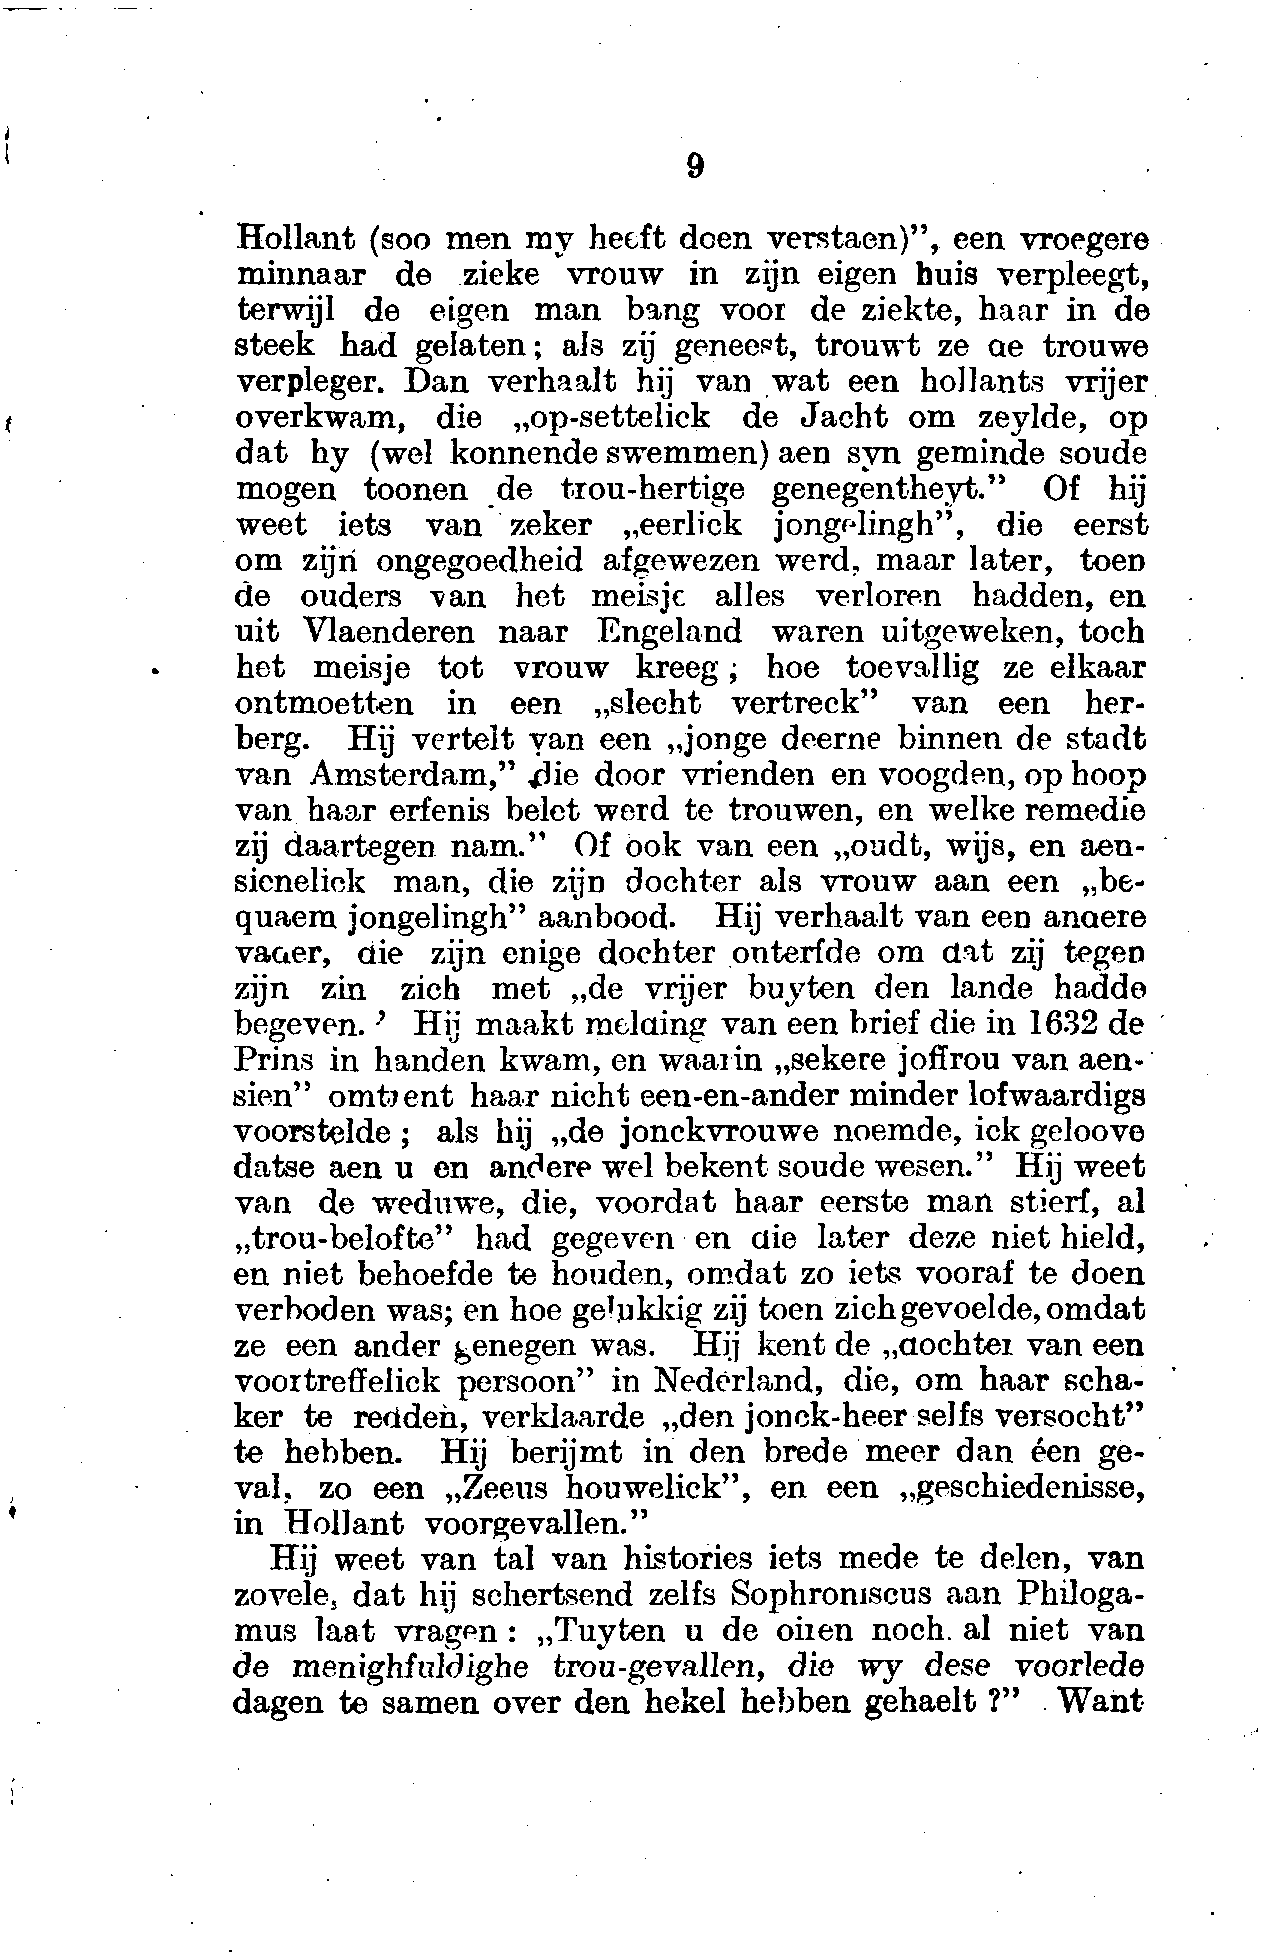 9
Hollant (soo men my heeft doen verstaen)”, een vroegere
minnaar de zieke vrouw in zijn eigen huis verpleegt,
terwijl de eigen man bang voor de ziekte, haar in de
steek had gelaten; als zij geneest, trouwt ze de trouwe
verpleger. Dan verhaalt hij van wat een hollants vrijer
overkwam, die „op-settelick de Jacht om zeylde, op
dat hy (wel konnende swemmen) aen syn geminde soude
mogen toonen de trou-hertige genegentheyt.” Of hij
weet iets van zeker „eerlick jongelingh”, die eerst
om zijn ongegoedheid afgewezen werd, maar later, toen
de ouders van het meisje alles verloren hadden, en
uit Vlaenderen naar Engeland waren uitgeweken, toch
het meisje tot vrouw kreeg; hoe toevallig ze elkaar
ontmoetten in een „slecht vertreck” van een her-
berg. Hij vertelt van een „jonge deerne binnen de stadt
van Amsterdam,” die door vrienden en voogden, op hoop
van haar erfenis belet werd te trouwen, en welke remedie
zij daartegen nam.” Of ook van een „oudt, wijs, en aen-
sienelick man, die zijn dochter als vrouw aan een „be-
quaem jongelingh” aanbood. Hij verhaalt van een andere
vader, die zijn enige dochter onterfde om dat zij tegen
zijn zin zich met „de vrijer buyten den lande hadde
begeven.’ Hij maakt melding van een brief die in 1632 de
Prins in handen kwam, en waarin „sekere joffrou van aen-
sien” omtrent haar nicht een-en-ander minder lofwaardigs
voorstelde; als hij „de jonckvrouwe noemde, ick geloove
datse aen u en andere wel bekent soude wesen.” Hij weet
van de weduwe, die, voordat haar eerste man stierf, al
„trou-belofte” had gegeven en die later deze niet hield,
en niet behoefde te houden, omdat zo iets vooraf te doen
verboden was; en hoe gelukkig zij toen zich gevoelde, omdat
ze een ander genegen was. Hij kent de „dochter van een
voortreffelick persoon” in Nederland, die, om haar scha-
ker te redden, verklaarde „den jonck-heer selfs versocht”
te hebben. Hij berijmt in den brede meer dan één ge-
val, zo een „Zeeus houwelick”, en een „geschiedenisse,
in Hollant voorgevallen.”
Hij weet van tal van histories iets mede te delen, van
zovele, dat hij schertsend zelfs Sophroniscus aan Philoga-
mus laat vragen: „Tuyten u de oiren noch al niet van
de menighfuldighe trou-gevallen, die wy dese voorlede
dagen te samen over den hekel hebben gehaelt?” Want